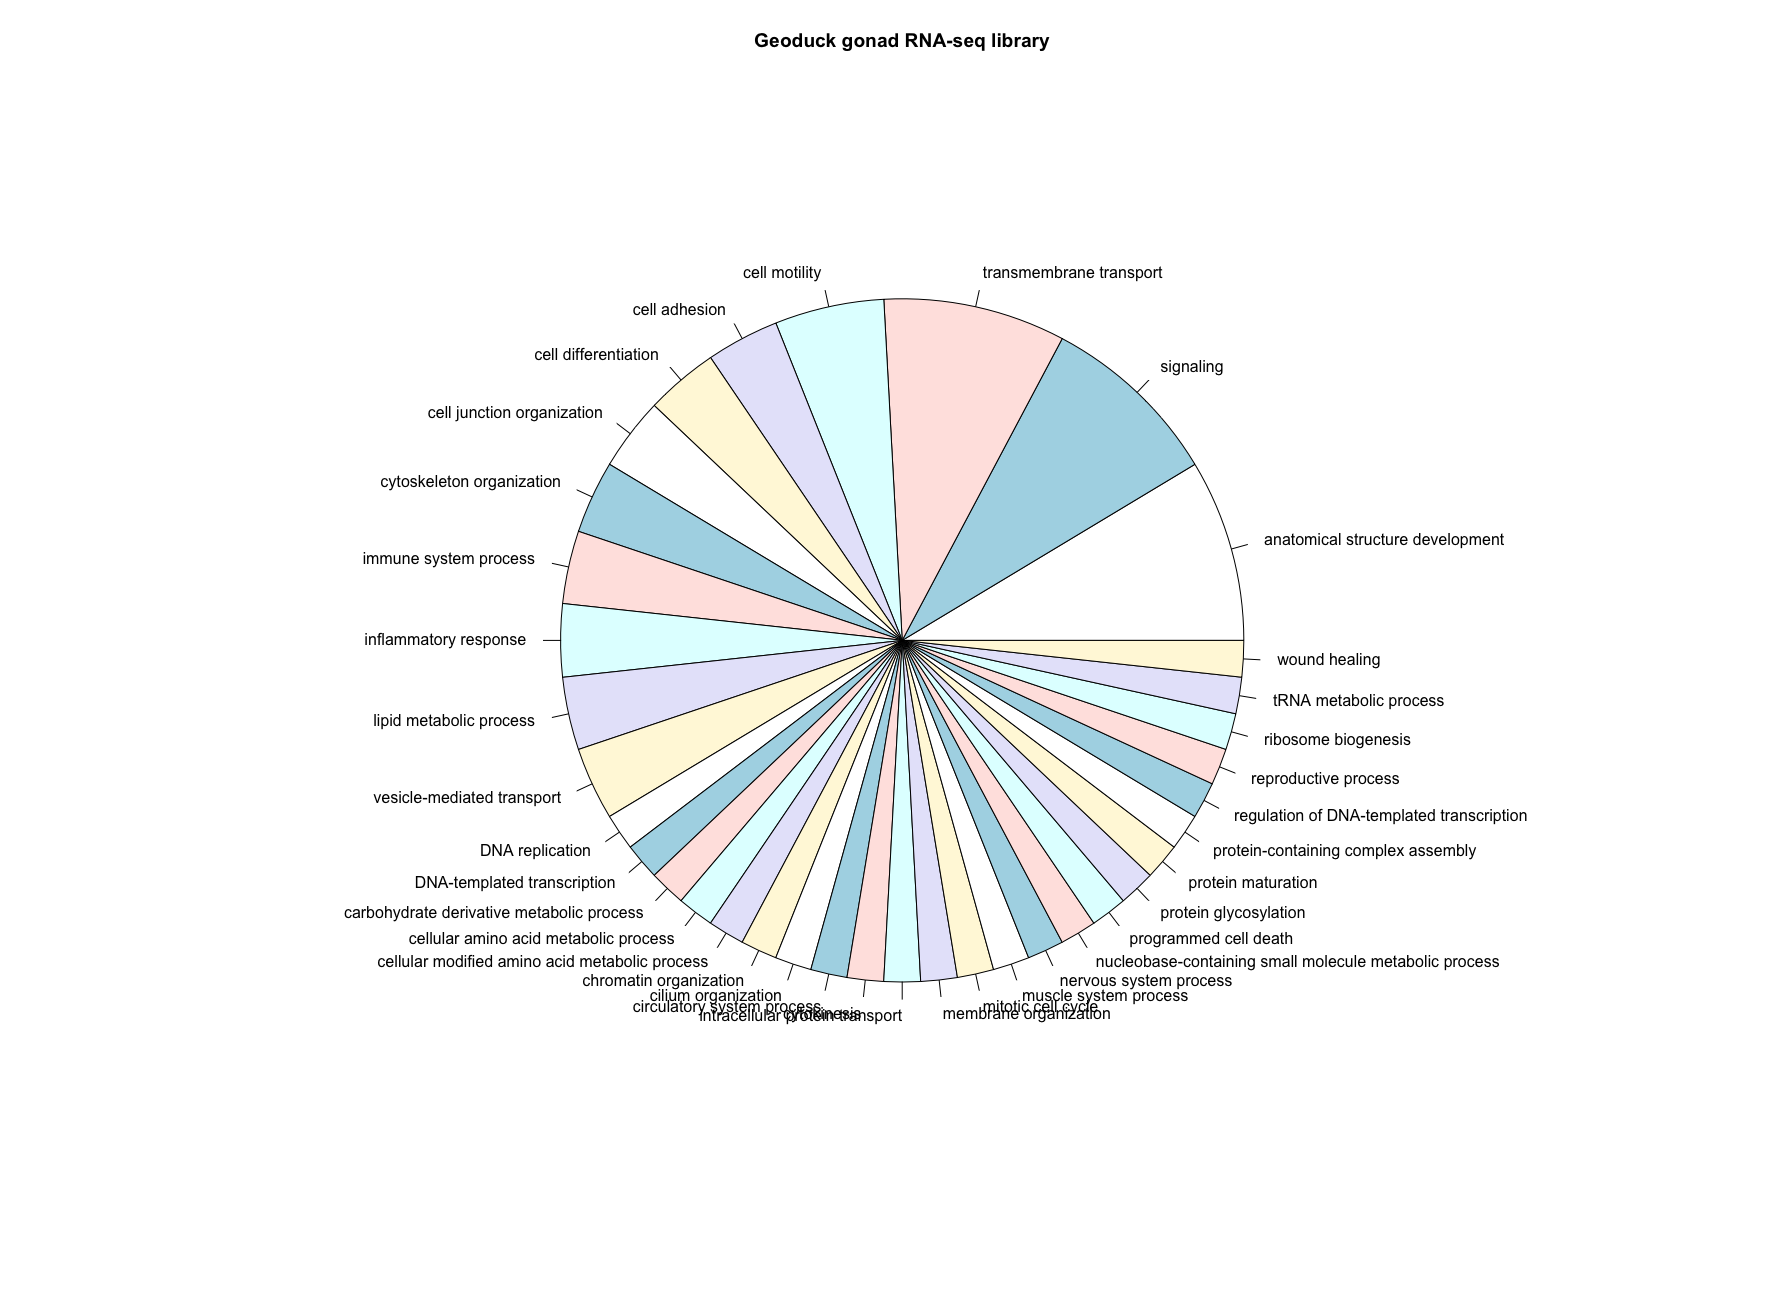 Geoduck gonad RNA-seq library
cell motility
transmembrane transport
cell adhesion
cell differentiation
signaling
cell junction organization
cytoskeleton organization
anatomical structure development
immune system process
inflammatory response
wound healing
tRNA metabolic process
lipid metabolic process
ribosome biogenesis
reproductive process
vesicle-mediated transport
regulation of DNA-templated transcription
DNA replication
protein-containing complex assembly
DNA-templated transcription
protein maturation
carbohydrate derivative metabolic process
protein glycosylation
cellular amino acid metabolic process
programmed cell death
cellular modified amino acid metabolic process
nucleobase-containing small molecule metabolic process
chromatin organization
nervous system process
cilium organization
muscle system process
circulatory system process
mitotic cell cycle
cytokinesis
membrane organization
intracellular protein transport